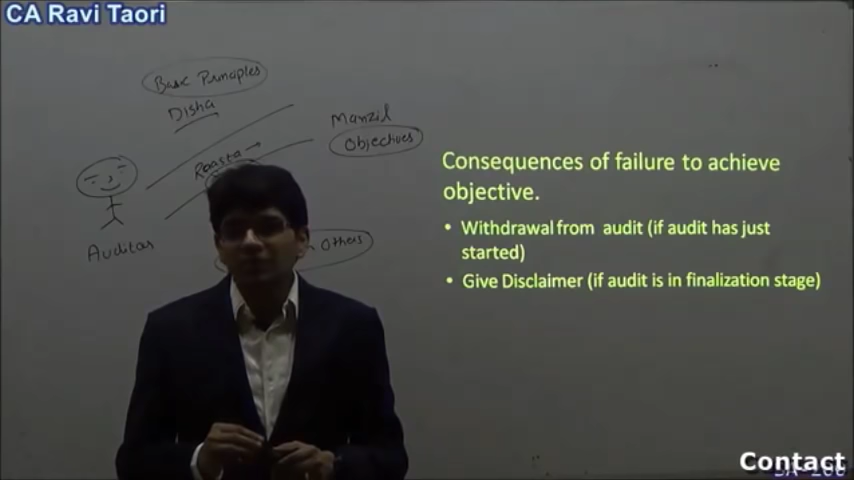 CA Ravi Taori
Basic Principles
Disha
Manzil
Objectives
Raasta
Auditor
Others
Consequences of failure to achieve
objective.
• Withdrawal from audit (if audit has just
started)
• Give Disclaimer (if audit is in finalization stage)
Contact